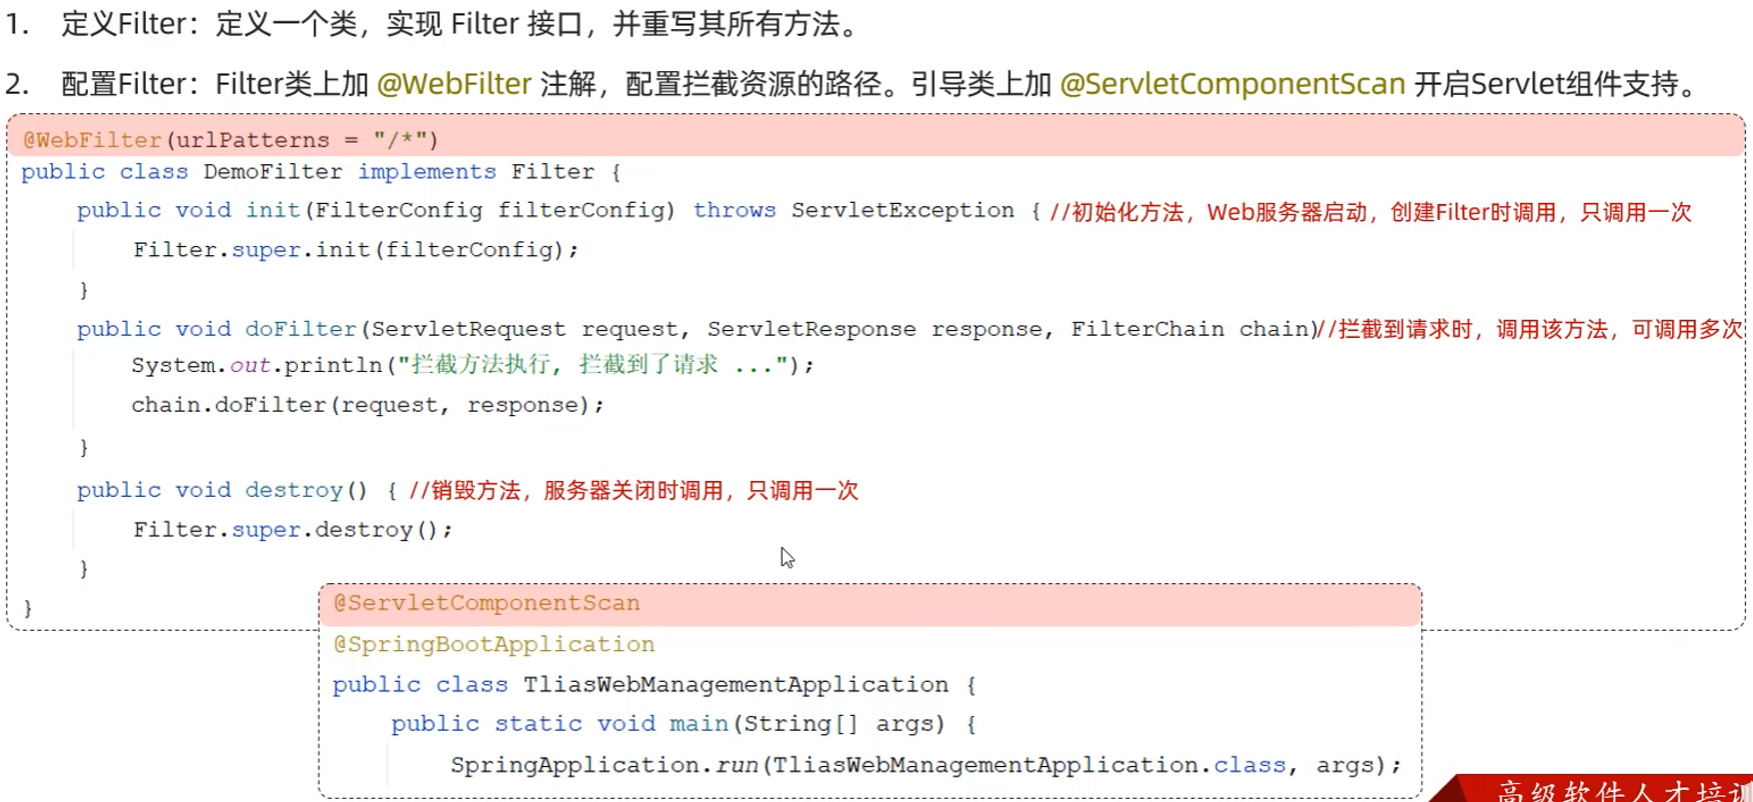 1. 定义Filter：定义一个类，实现 Filter 接口，并重写其所有方法。
2. 配置Filter：Filter类上加 @WebFilter 注解，配置拦截资源的路径。引导类上加 @ServletComponentScan 开启Servlet组件支持。
@WebFilter(urlPatterns = "/*")
public class DemoFilter implements Filter {
public void init(FilterConfig filterConfig) throws ServletException { //初始化方法，Web服务器启动，创建Filter时调用，只调用一次
Filter.super.init(filterConfig);
}
public void doFilter(ServletRequest request, ServletResponse response, FilterChain chain)//拦截到请求时，调用该方法，可调用多次
System.out.println("拦截方法执行, 拦截到了请求 ...");
chain.doFilter(request, response);
}
public void destroy() { //销毁方法，服务器关闭时调用，只调用一次
Filter.super.destroy();
}
}
@ServletComponentScan
@SpringBootApplication
public class TliasWebManagementApplication {
public static void main(String[] args) {
SpringApplication.run(TliasWebManagementApplication.class, args);
高级软件人才培训